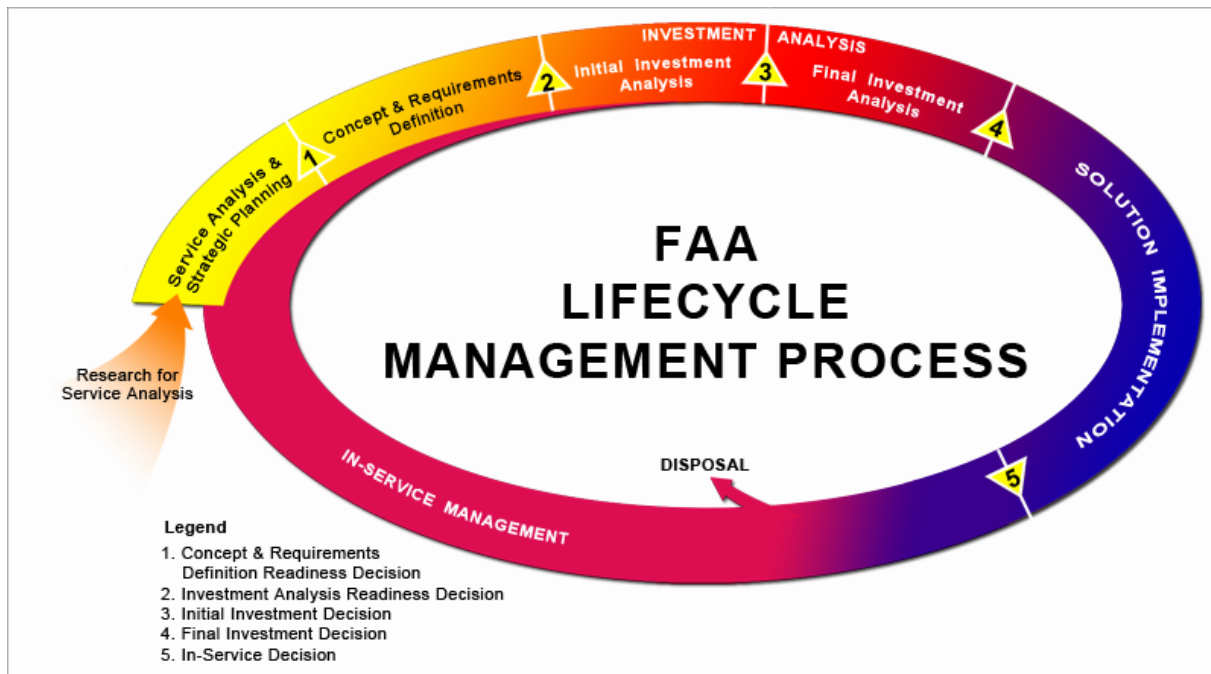 INVESTMENT ANALYSIS
Service Analysis &
Strategic Planning
1
Concept & Requirements
Definition
2
Initial Investment
Analysis
3
Final Investment
Analysis
4
SOLUTION IMPLEMENTATION
5
FAA
LIFECYCLE
MANAGEMENT PROCESS
Research for
Service Analysis
DISPOSAL
IN-SERVICE MANAGEMENT
Legend
1. Concept & Requirements
Definition Readiness Decision
2. Investment Analysis Readiness Decision
3. Initial Investment Decision
4. Final Investment Decision
5. In-Service Decision